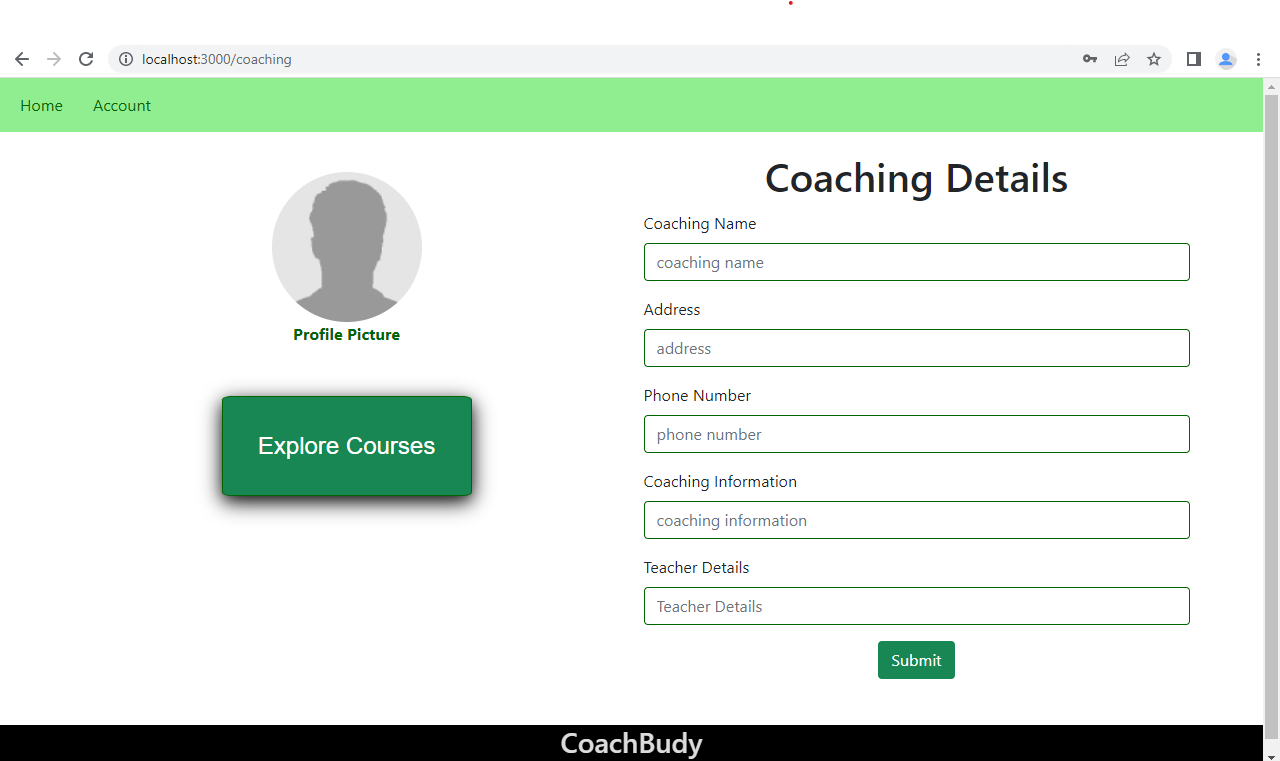 localhost:3000/coaching
Home Account
Profile Picture
Explore Courses
Coaching Details
Coaching Name
coaching name
Address
address
Phone Number
phone number
Coaching Information
coaching information
Teacher Details
Teacher Details
Submit
CoachBudy